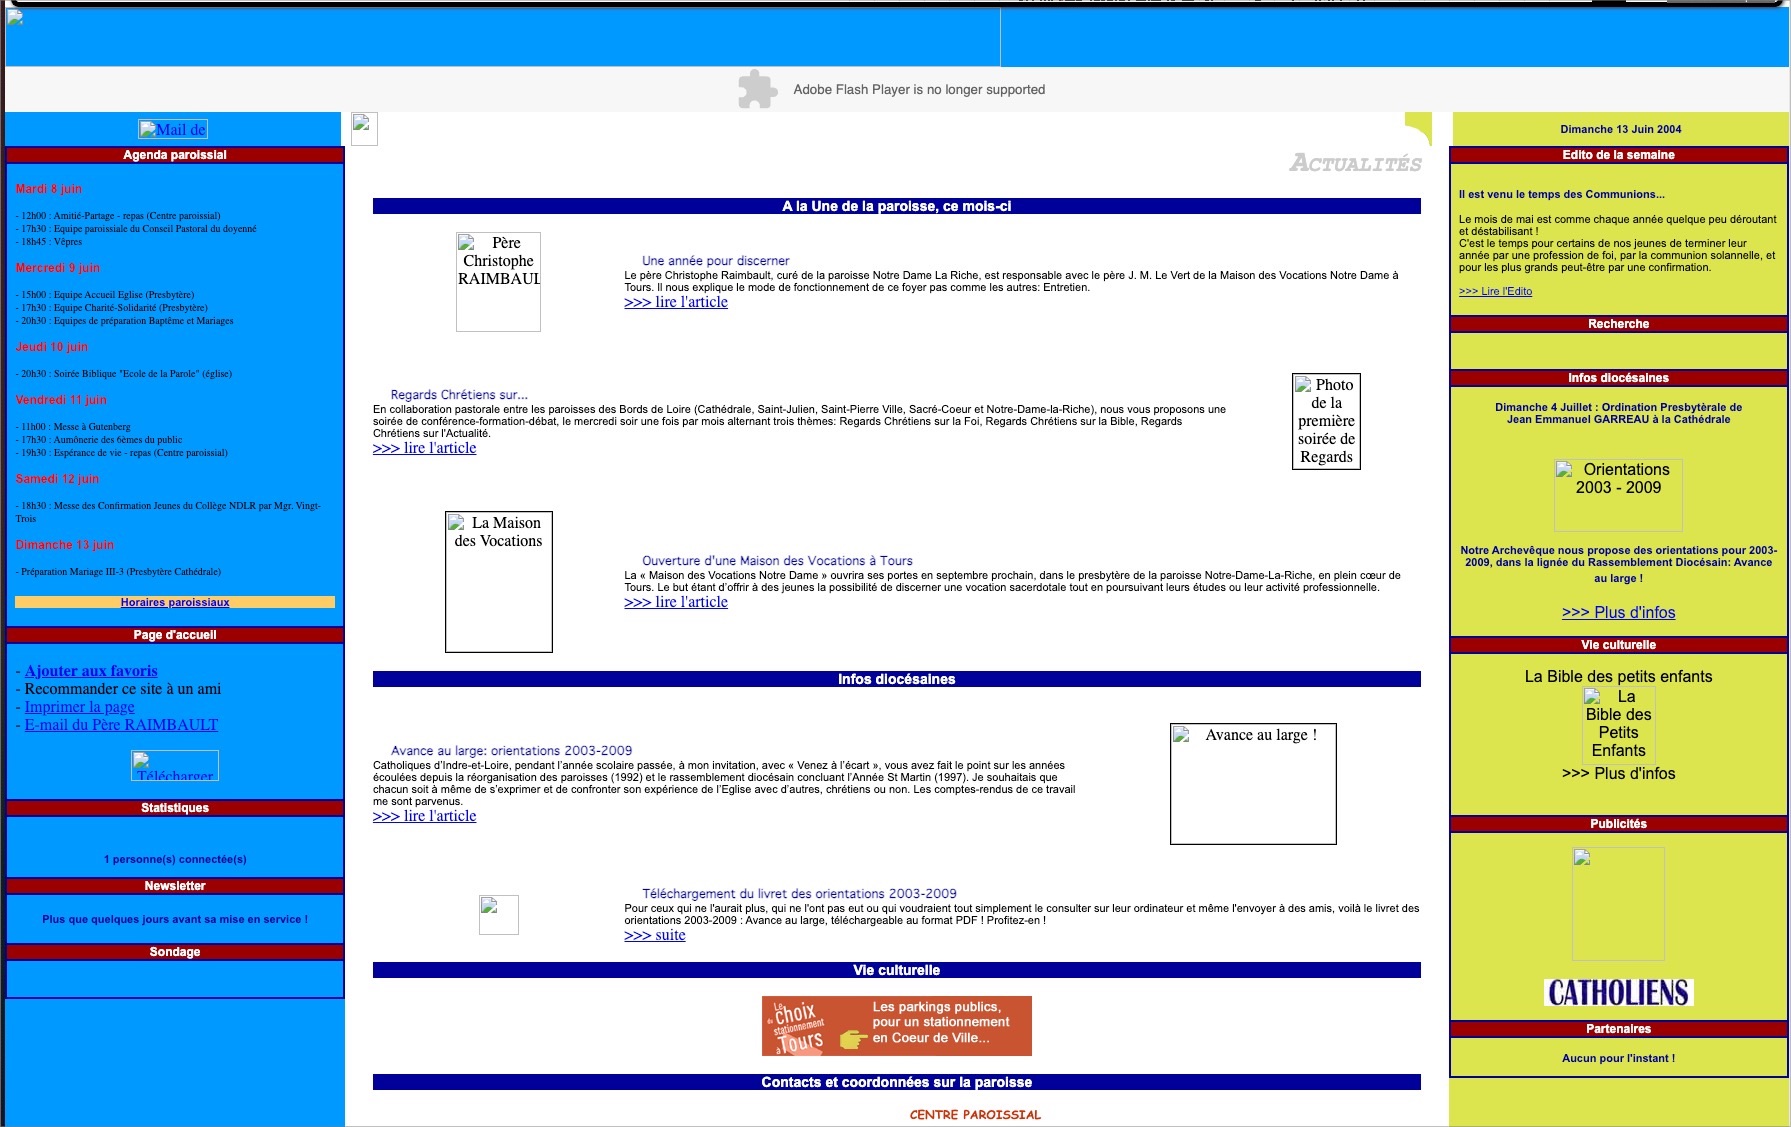 Adobe Flash Player is no longer supported
Mail de
Agenda paroissial
Mardi 8 juin
- 12h00 : Amitié-Partage - repas (Centre paroissial)
- 17h30 : Equipe paroissiale du Conseil Pastoral du doyenné
- 18h45 : Vêpres
Mercredi 9 juin
- 15h00 : Equipe Accueil Eglise (Presbytère)
- 17h30 : Equipe Charité-Solidarité (Presbytère)
- 20h30 : Equipes de préparation Baptême et Mariages
Jeudi 10 juin
- 20h30 : Soirée Biblique "Ecole de la Parole" (église)
Vendredi 11 juin
- 11h00 : Messe à Gutenberg
- 17h30 : Aumônerie des 6èmes du public
- 19h30 : Espérance de vie - repas (Centre paroissial)
Samedi 12 juin
- 18h30 : Messe des Confirmation Jeunes du Collège NDLR par Mgr. Vingt-
Trois
Dimanche 13 juin
- Préparation Mariage III-3 (Presbytère Cathédrale)
Horaires paroissiaux
Page d'accueil
- Ajouter aux favoris
- Recommander ce site à un ami
- Imprimer la page
- E-mail du Père RAIMBAULT
Télécharger
Statistiques
1 personne(s) connectée(s)
Newsletter
Plus que quelques jours avant sa mise en service !
Sondage
ACTUALITÉS
A la Une de la paroisse, ce mois-ci
Père
Christophe
RAIMBAUL
Une année pour discerner
Le père Christophe Raimbault, curé de la paroisse Notre Dame La Riche, est responsable avec le père J. M. Le Vert de la Maison des Vocations Notre Dame à
Tours. Il nous explique le mode de fonctionnement de ce foyer pas comme les autres: Entretien.
>>> lire l'article
Regards Chrétiens sur...
En collaboration pastorale entre les paroisses des Bords de Loire (Cathédrale, Saint-Julien, Saint-Pierre Ville, Sacré-Coeur et Notre-Dame-la-Riche), nous vous proposons une
soirée de conférence-formation-débat, le mercredi soir une fois par mois alternant trois thèmes: Regards Chrétiens sur la Foi, Regards Chrétiens sur la Bible, Regards
Chrétiens sur l'Actualité.
>>> lire l'article
Photo
de la
première
soirée de
Regards
La Maison
des Vocations
Ouverture d'une Maison des Vocations à Tours
La « Maison des Vocations Notre Dame » ouvrira ses portes en septembre prochain, dans le presbytère de la paroisse Notre-Dame-La-Riche, en plein cœur de
Tours. Le but étant d'offrir à des jeunes la possibilité de discerner une vocation sacerdotale tout en poursuivant leurs études ou leur activité professionnelle.
>>> lire l'article
Infos diocésaines
Avance au large: orientations 2003-2009
Catholiques d'Indre-et-Loire, pendant l'année scolaire passée, à mon invitation, avec « Venez à l'écart », vous avez fait le point sur les années
écoulées depuis la réorganisation des paroisses (1992) et le rassemblement diocésain concluant l'Année St Martin (1997). Je souhaitais que
chacun soit à même de s'exprimer et de confronter son expérience de l'Eglise avec d'autres, chrétiens ou non. Les comptes-rendus de ce travail
me sont parvenus.
>>> lire l'article
Avance au large !
Téléchargement du livret des orientations 2003-2009
Pour ceux qui ne l'aurait plus, qui ne l'ont pas eut ou qui voudraient tout simplement le consulter sur leur ordinateur et même l'envoyer à des amis, voilà le livret des
orientations 2003-2009 : Avance au large, téléchargeable au format PDF ! Profitez-en !
>>> suite
Vie culturelle
Le choix
du stationnement
à Tours
Les parkings publics,
pour un stationnement
en Coeur de Ville...
Contacts et coordonnées sur la paroisse
CENTRE PAROISSIAL
Dimanche 13 Juin 2004
Edito de la semaine
Il est venu le temps des Communions...
Le mois de mai est comme chaque année quelque peu déroutant
et déstabilisant !
C'est le temps pour certains de nos jeunes de terminer leur
année par une profession de foi, par la communion solannelle, et
pour les plus grands peut-être par une confirmation.
>>> Lire l'Edito
Recherche
Infos diocésaines
Dimanche 4 Juillet : Ordination Presbytèrale de
Jean Emmanuel GARREAU à la Cathédrale
Orientations
2003 - 2009
Notre Archevêque nous propose des orientations pour 2003-
2009, dans la lignée du Rassemblement Diocésain: Avance
au large !
>>> Plus d'infos
Vie culturelle
La Bible des petits enfants
La
Bible des
Petits
Enfants
>>> Plus d'infos
Publicités
CATHOLIENS
Partenaires
Aucun pour l'instant !